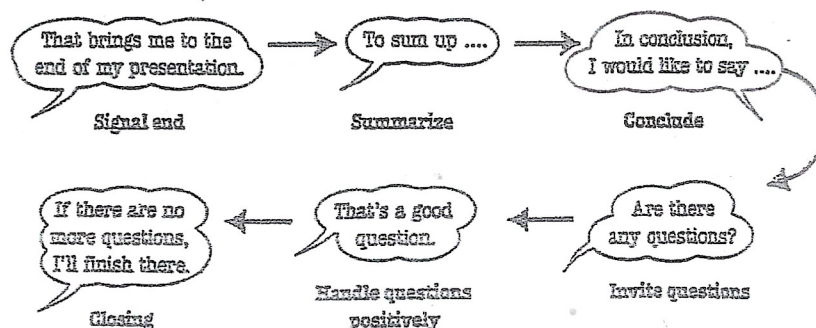 That brings me to the
end of my presentation.
Signal end
To sum up ....
Summarize
In conclusion,
I would like to say ....
Conclude
Are there
any questions?
Invite questions
That's a good
question.
Handle questions
positively
If there are no
more questions,
I'll finish there.
Closing